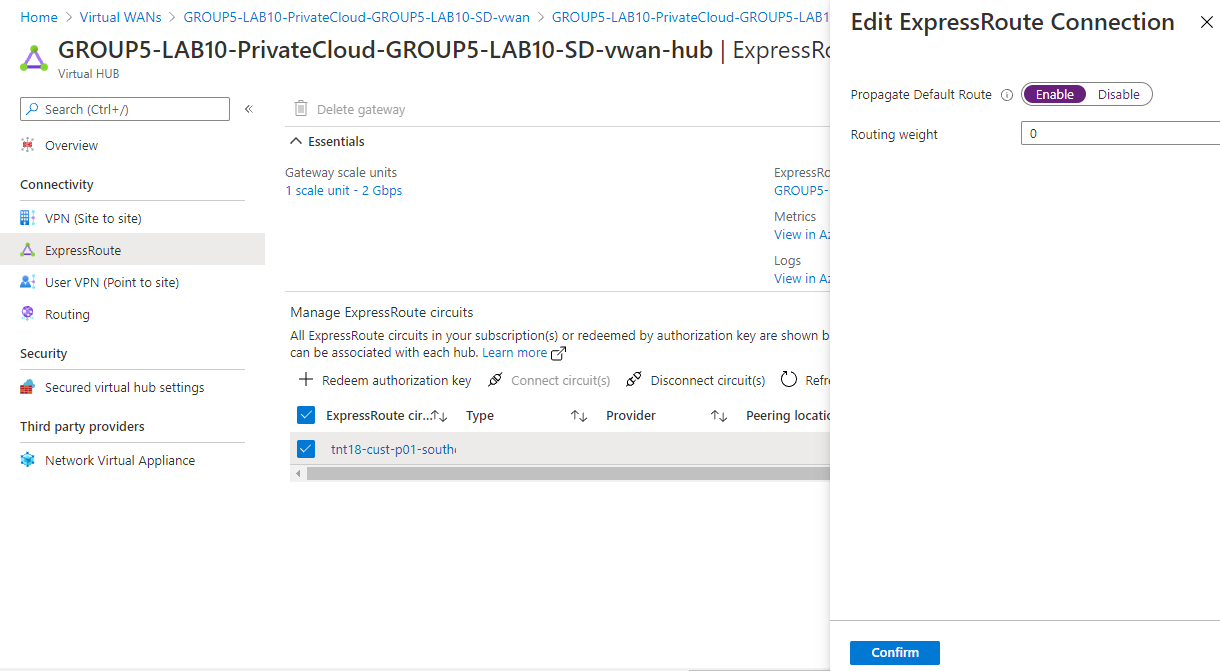 Home > Virtual WANs > GROUP5-LAB10-PrivateCloud-GROUP5-LAB10-SD-vwan > GROUP5-LAB10-PrivateCloud-GROUP5-LAB1
GROUP5-LAB10-PrivateCloud-GROUP5-LAB10-SD-vwan-hub | ExpressRo
Virtual HUB
Search (Ctrl+/)
«
Overview
Connectivity
VPN (Site to site)
ExpressRoute
User VPN (Point to site)
Routing
Security
Secured virtual hub settings
Third party providers
Network Virtual Appliance
Delete gateway
Essentials
Gateway scale units
1 scale unit - 2 Gbps
ExpressRo
GROUP5-
Metrics
View in Az
Logs
View in Az
Manage ExpressRoute circuits
All ExpressRoute circuits in your subscription(s) or redeemed by authorization key are shown b
can be associated with each hub. Learn more
Redeem authorization key Connect circuit(s) Disconnect circuit(s) Refre
ExpressRoute cir...↑↓ Type ↑↓ Provider ↑↓ Peering locatio
tnt18-cust-p01-south
Edit ExpressRoute Connection
Propagate Default Route Enable Disable
Routing weight 0
Confirm